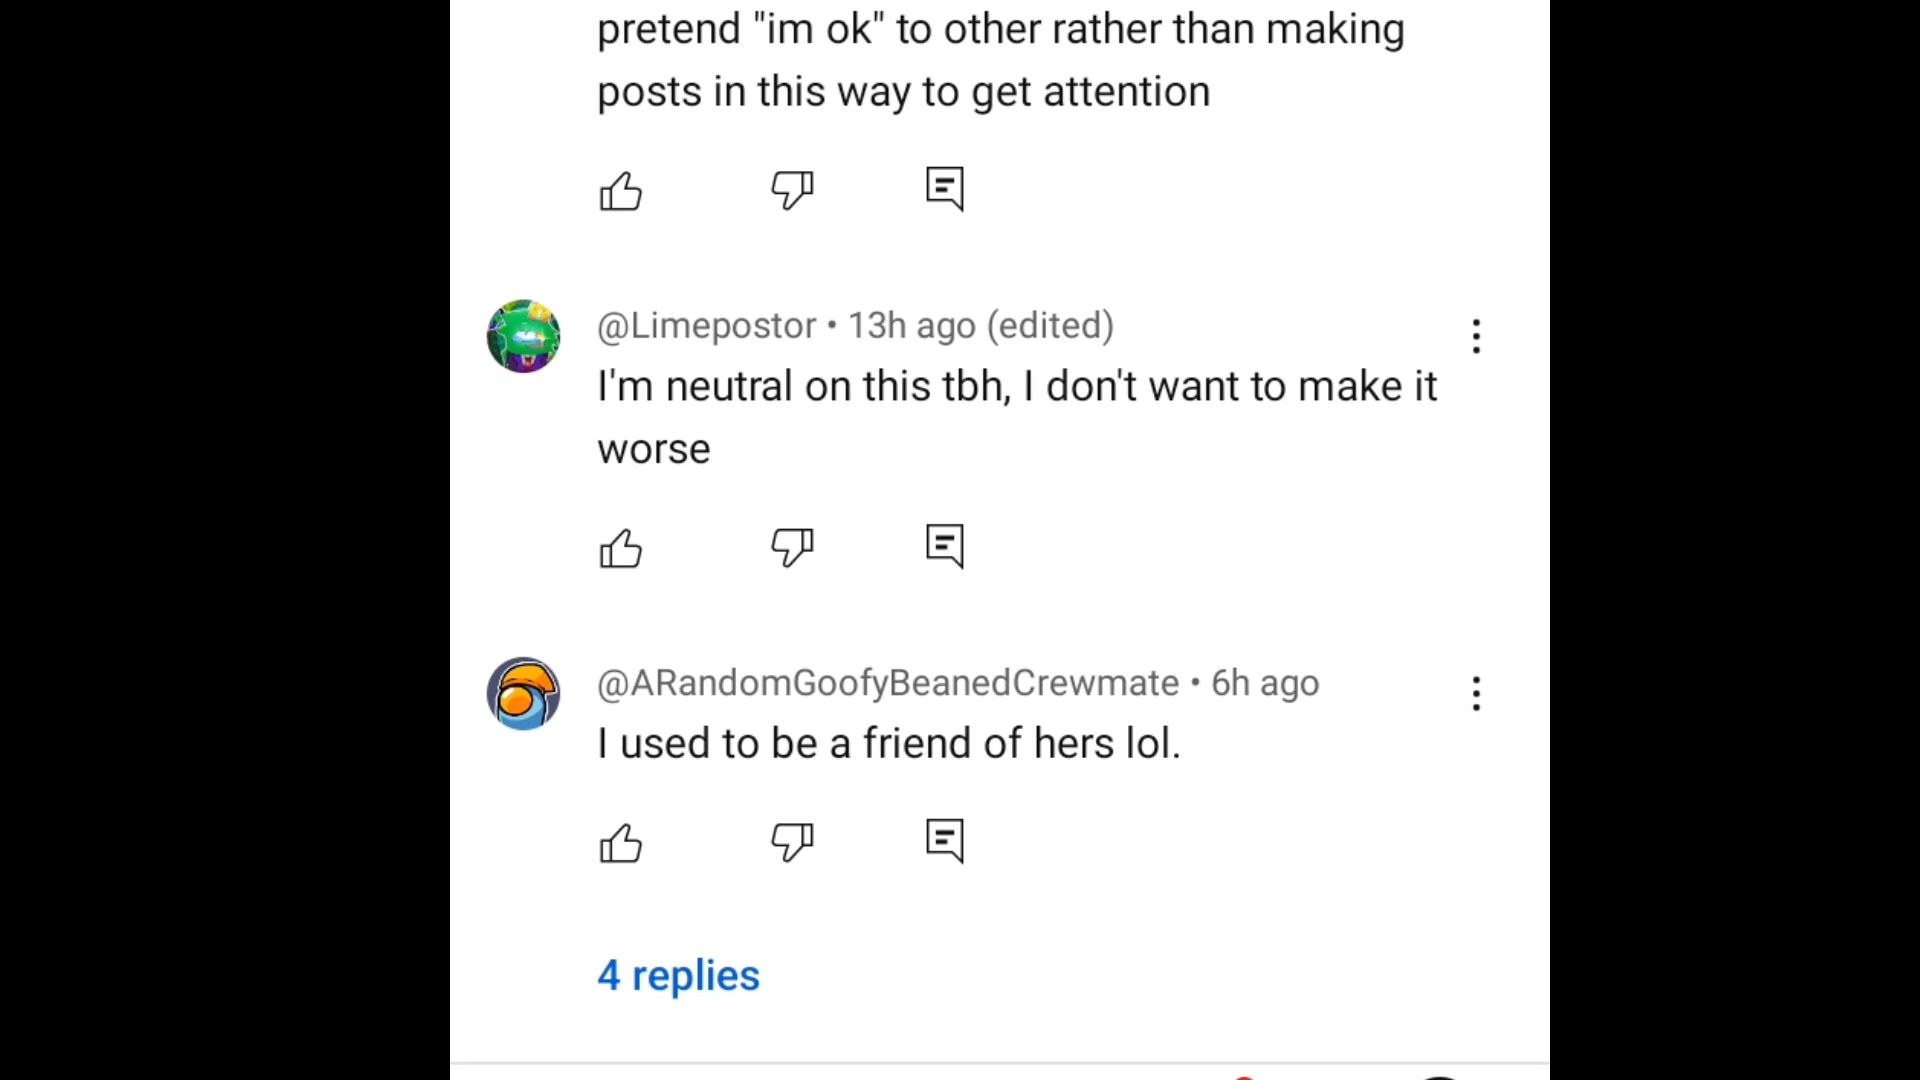 pretend "im ok" to other rather than making
posts in this way to get attention
@Limepostor • 13h ago (edited)
I'm neutral on this tbh, I don't want to make it
worse
@ARandomGoofyBeanedCrewmate • 6h ago
I used to be a friend of hers lol.
4 replies